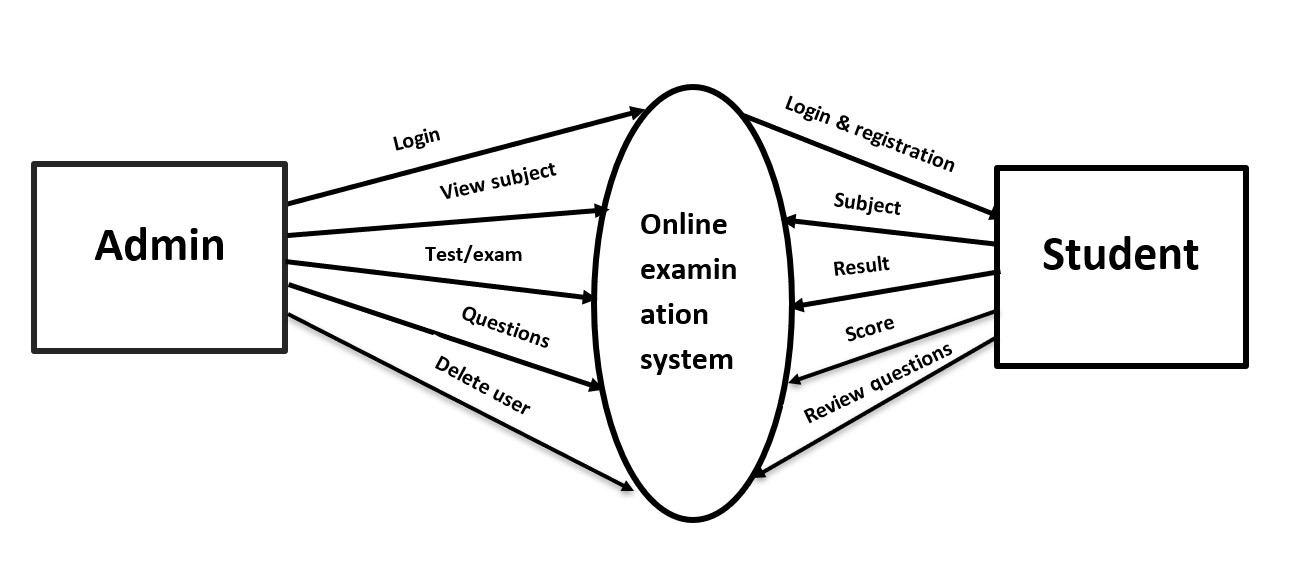 Admin
Login
View subject
Test/exam
Questions
Delete user
Online
examin
ation
system
Login & registration
Subject
Result
Score
Review questions
Student